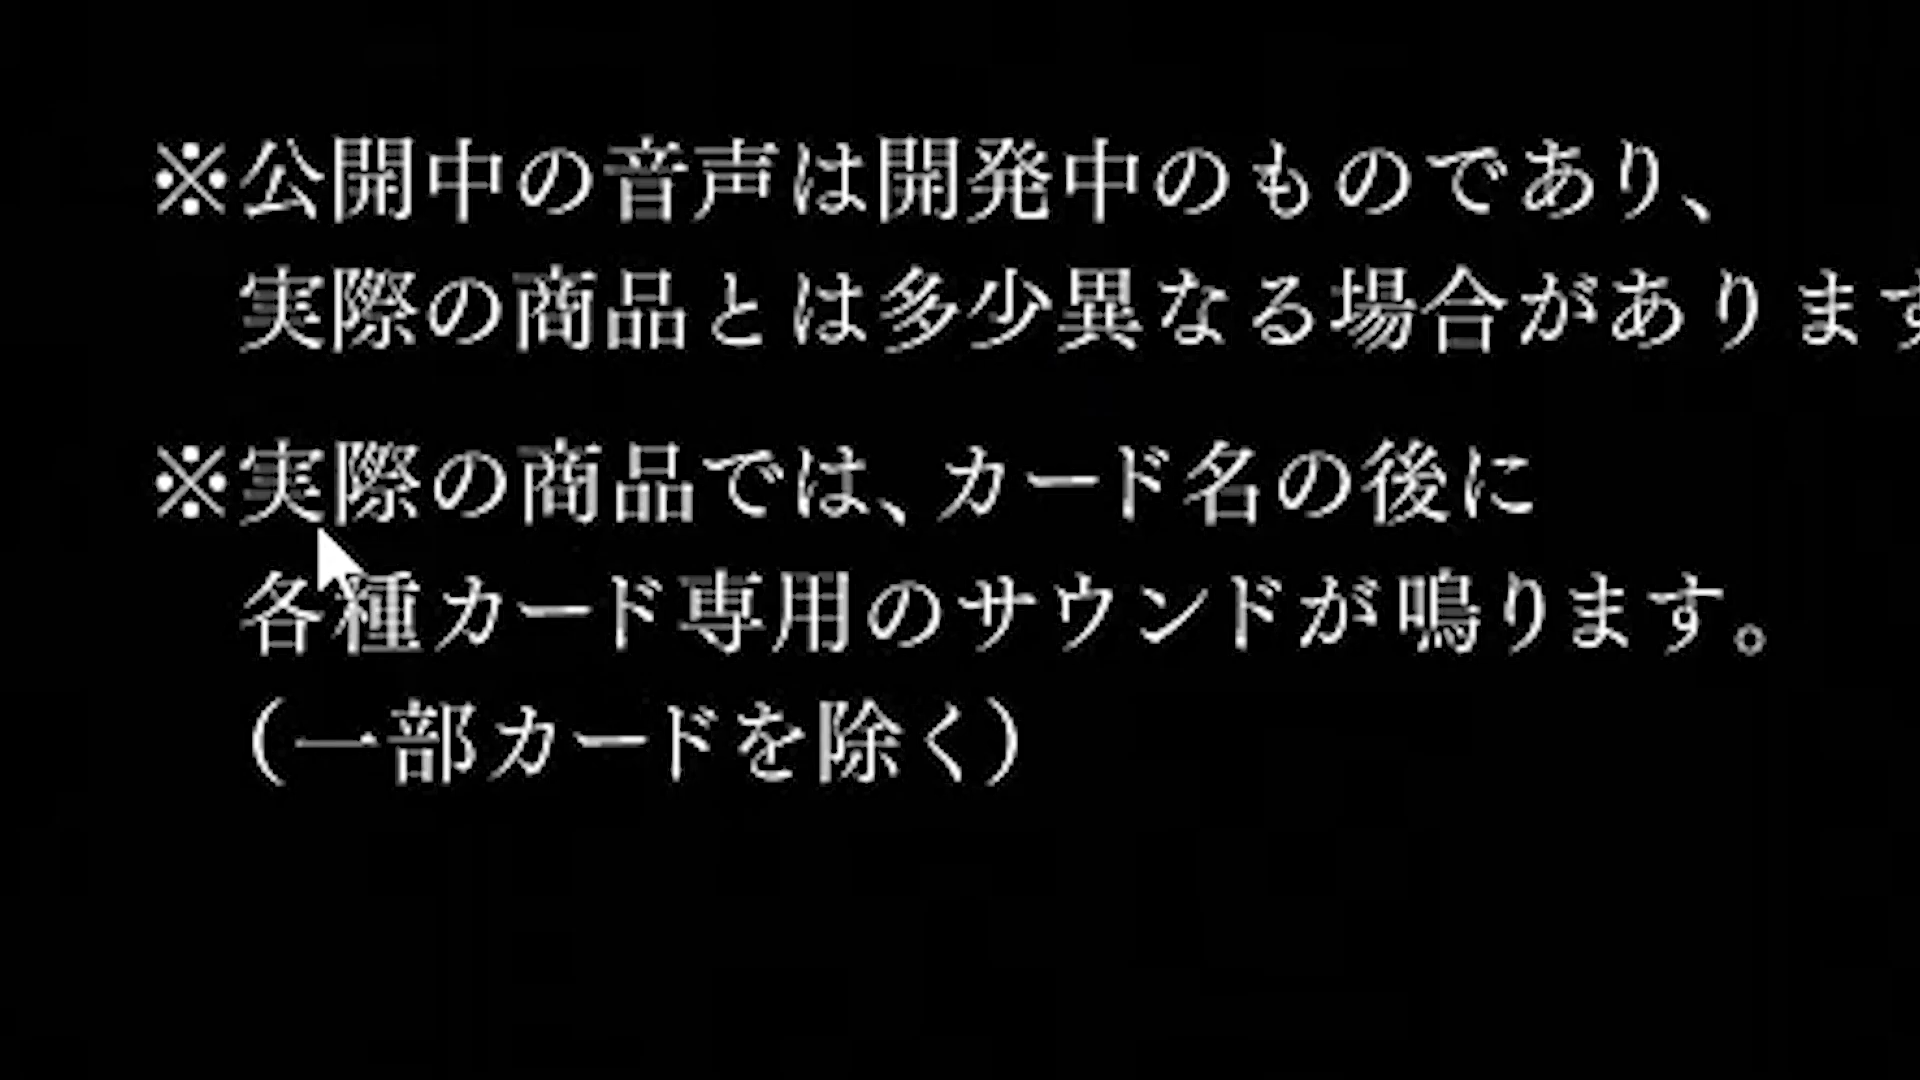 ※公開中の音声は開発中のものであり、
実際の商品とは多少異なる場合があります
※実際の商品では、カード名の後に
各種カード専用のサウンドが鳴ります。
（一部カードを除く）